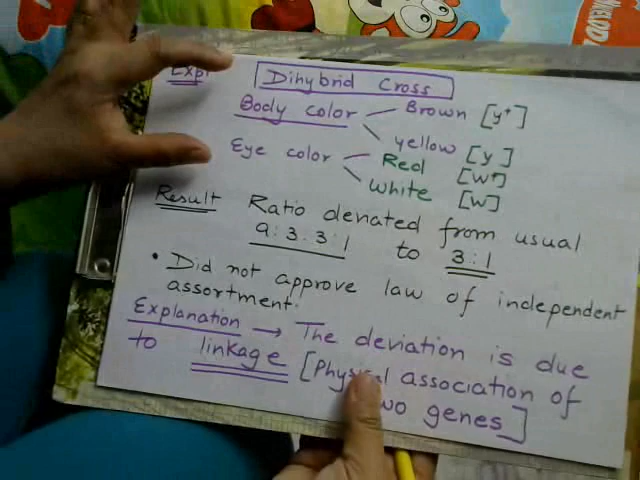 Expt
Dihybrid Cross
Body color - Brown [y+]
yellow [y]
Eye color - Red [w+]
White [w]
Result Ratio deviated from usual
9:3:3:1 to 3:1
• Did not approve law of independent
assortment.
Explanation → The deviation is due
to linkage [Physical association of
two genes]